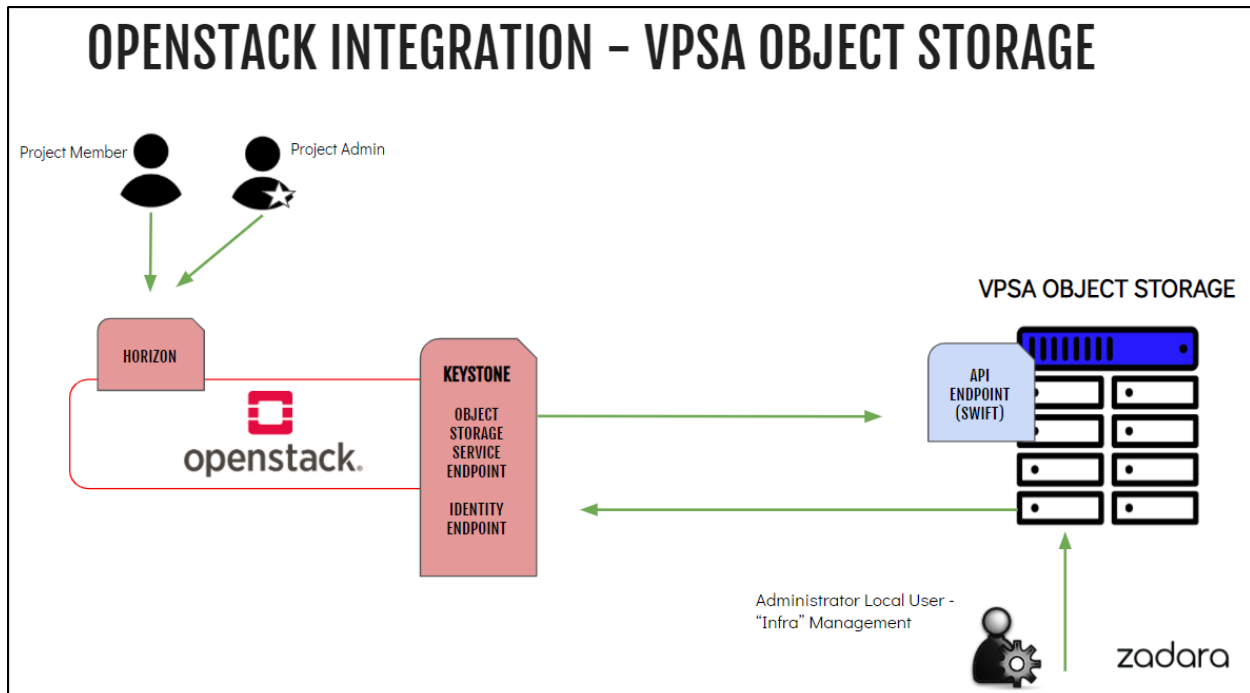 OPENSTACK INTEGRATION – VPSA OBJECT STORAGE
Project Member
Project Admin
VPSA OBJECT STORAGE
HORIZON
KEYSTONE
OBJECT
STORAGE
SERVICE
ENDPOINT
IDENTITY
ENDPOINT
openstack.
API
ENDPOINT
(SWIFT)
Administrator Local User -
“Infra” Management
zadara